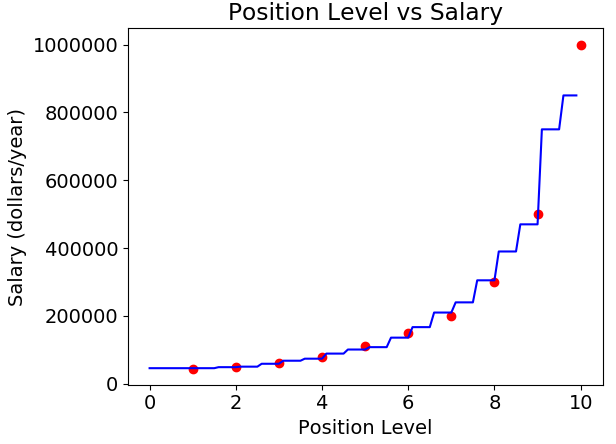 Position Level vs Salary
1000000
800000
600000
400000
200000
0
Salary (dollars/year)
0 2 4 6 8 10
Position Level